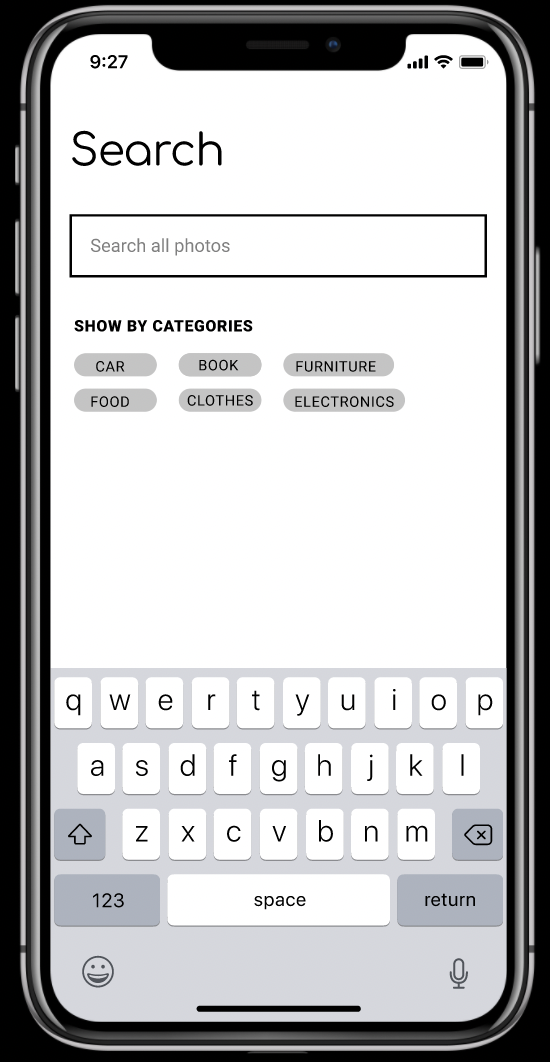 9:27
Search
Search all photos
SHOW BY CATEGORIES
CAR BOOK FURNITURE
FOOD CLOTHES ELECTRONICS
q w e r t y u i o p
a s d f g h j k l
z x c v b n m
123 space return